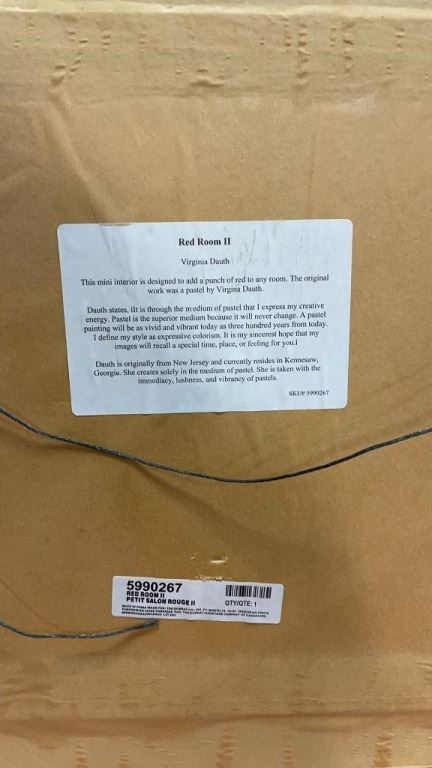 Red Room II
Virginia Dauth
This mini interior is designed to add a punch of red to any room. The original
work was a pastel by Virgina Dauth.
Dauth states, ìIt is through the medium of pastel that I express my creative
energy. Pastel is the superior medium because it will never change. A pastel
painting will be as vivid and vibrant today as three hundred years from today.
I define my style as expressive colorism. It is my sincerest hope that my
images will recall a special time, place, or feeling for you.î
Dauth is originally from New Jersey and currently resides in Kennesaw,
Georgia. She creates solely in the medium of pastel. She is taken with the
immediacy, lushness, and vibrancy of pastels.
SKU# 5990267
5990267
RED ROOM II
PETIT SALON ROUGE II
QTY/QTE: 1